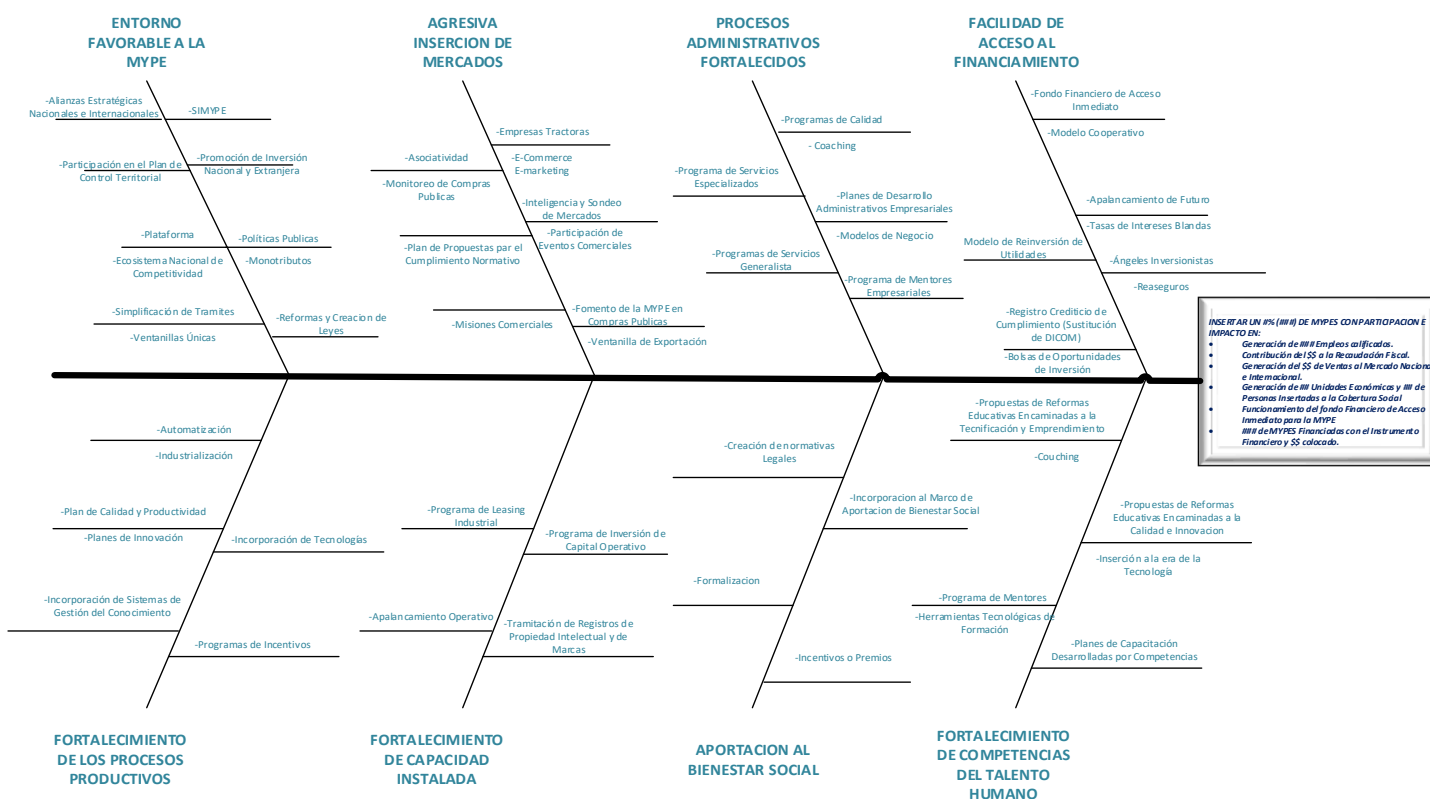 ENTORNO
FAVORABLE A LA
MYPE
-Alianzas Estratégicas
Nacionales e Internacionales
-SIMYPE
-Participación en el Plan de
Control Territorial
-Promoción de Inversión
Nacional y Extranjera
-Plataforma
-Ecosistema Nacional de
Competitividad
-Políticas Publicas
-Monotributos
-Simplificación de Tramites
-Ventanillas Únicas
-Reformas y Creacion de
Leyes
AGRESIVA
INSERCION DE
MERCADOS
-Empresas Tractoras
-E-Commerce
E-marketing
-Asociatividad
-Monitoreo de Compras
Publicas
-Inteligencia y Sondeo
de Mercados
-Participación de
Eventos Comerciales
-Plan de Propuestas par el
Cumplimiento Normativo
-Misiones Comerciales
-Fomento de la MYPE en
Compras Publicas
-Ventanilla de Exportación
PROCESOS
ADMINISTRATIVOS
FORTALECIDOS
-Programas de Calidad
- Coaching
-Programa de Servicios
Especializados
-Planes de Desarrollo
Administrativos Empresariales
-Modelos de Negocio
-Programas de Servicios
Generalista
-Programa de Mentores
Empresariales
FACILIDAD DE
ACCESO AL
FINANCIAMIENTO
-Fondo Financiero de Acceso
Inmediato
-Modelo Cooperativo
-Apalancamiento de Futuro
-Tasas de Intereses Blandas
Modelo de Reinversión de
Utilidades
-Ángeles Inversionistas
-Reaseguros
-Registro Crediticio de
Cumplimiento (Sustitución
de DICOM)
-Bolsas de Oportunidades
de Inversión
INSERTAR UN #% (###) DE MYPES CON PARTICIPACION E
IMPACTO EN:
• Generación de ### Empleos calificados.
• Contribución del $$ a la Recaudación Fiscal.
• Generación del $$ de Ventas al Mercado Naciona
e Internacional.
• Generación de ## Unidades Económicas y ## de
Personas Insertadas a la Cobertura Social
• Funcionamiento del fondo Financiero de Acceso
Inmediato para la MYPE
• ### de MYPES Financiadas con el Instrumento
Financiero y $$ colocado.
-Automatización
-Industrialización
-Plan de Calidad y Productividad
-Planes de Innovación
-Incorporación de Tecnologías
-Incorporación de Sistemas de
Gestión del Conocimiento
-Programas de Incentivos
FORTALECIMIENTO
DE LOS PROCESOS
PRODUCTIVOS
-Programa de Leasing
Industrial
-Programa de Inversión de
Capital Operativo
-Apalancamiento Operativo
-Tramitación de Registros de
Propiedad Intelectual y de
Marcas
FORTALECIMIENTO
DE CAPACIDAD
INSTALADA
-Creación de normativas
Legales
-Incorporacion al Marco de
Aportacion de Bienestar Social
-Formalizacion
-Incentivos o Premios
APORTACION AL
BIENESTAR SOCIAL
-Propuestas de Reformas
Educativas Encaminadas a la
Tecnificación y Emprendimiento
-Couching
-Propuestas de Reformas
Educativas Encaminadas a la
Calidad e Innovacion
-Inserción a la era de la
Tecnología
-Programa de Mentores
-Herramientas Tecnológicas de
Formación
-Planes de Capacitación
Desarrolladas por Competencias
FORTALECIMIENTO
DE COMPETENCIAS
DEL TALENTO
HUMANO